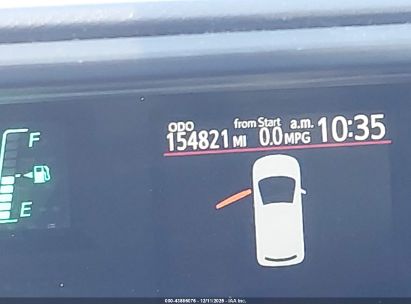 ODO from Start a.m. 10:35
154821 MI 0.0 MPG
F
E